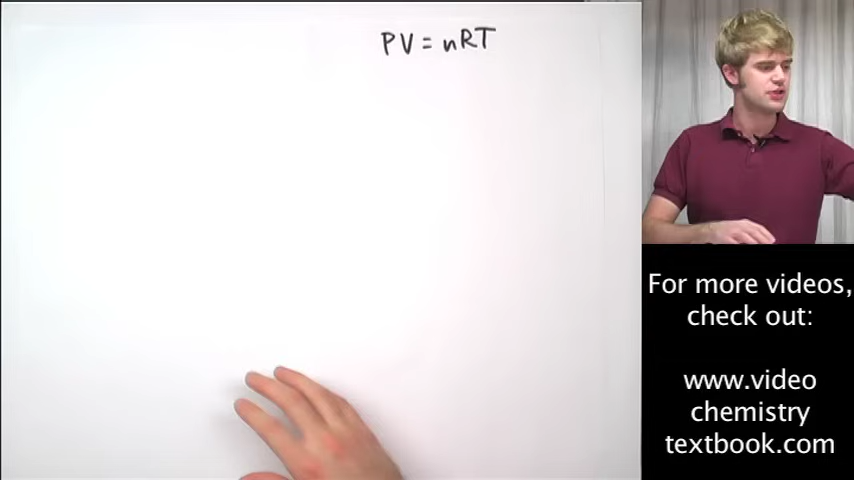 PV = nRT
For more videos,
check out:
www.video
chemistry
textbook.com